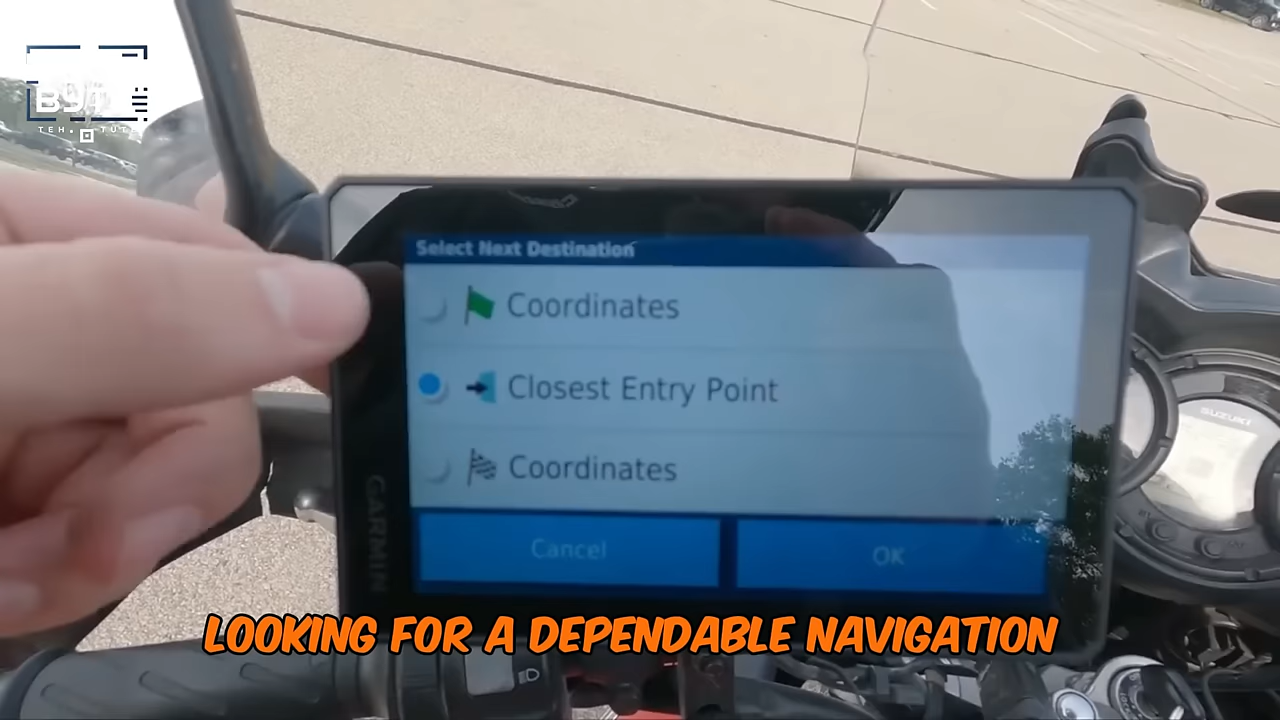 Select Next Destination
Coordinates
Closest Entry Point
Coordinates
Cancel
OK
GARMIN
SUZUKI
LOOKING FOR A DEPENDABLE NAVIGATION